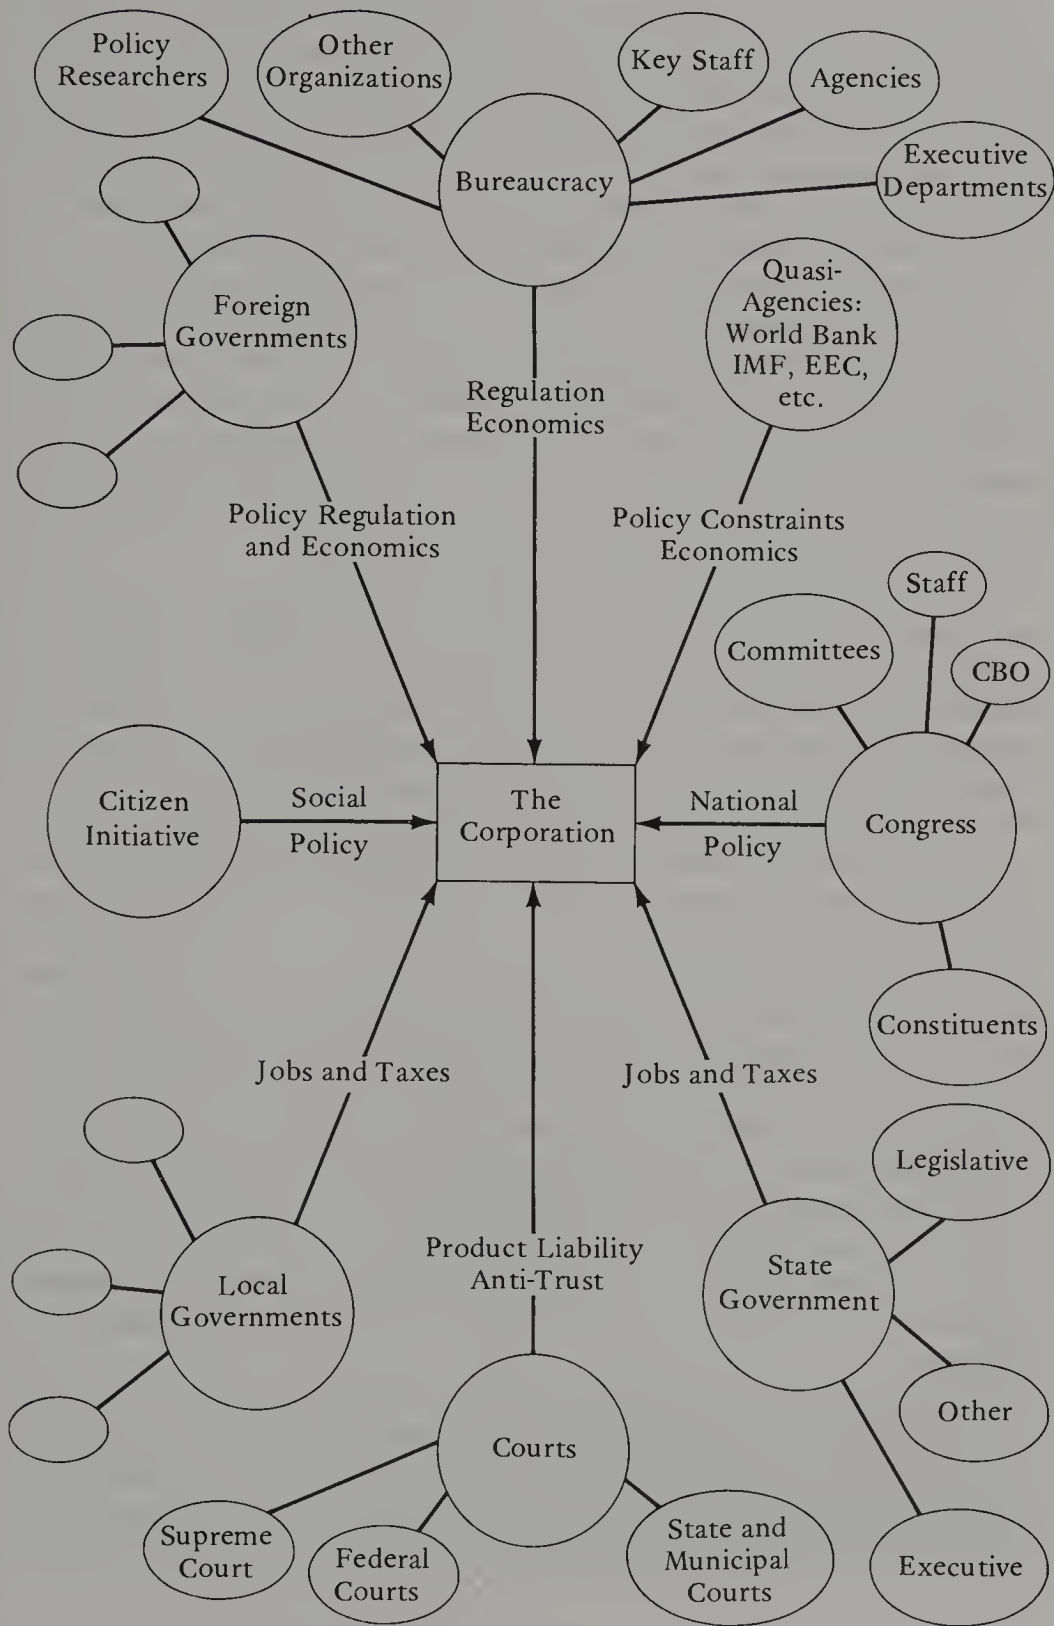 Policy
Researchers
Other
Organizations
Key Staff
Agencies
Executive
Departments
Bureaucracy
Foreign
Governments
Quasi-
Agencies:
World Bank
IMF, EEC,
etc.
Regulation
Economics
Policy Regulation
and Economics
Policy Constraints
Economics
Staff
Committees
CBO
Citizen
Initiative
Social
Policy
The
Corporation
National
Policy
Congress
Constituents
Jobs and Taxes
Jobs and Taxes
Legislative
Local
Governments
Product Liability
Anti-Trust
State
Government
Other
Courts
Supreme
Court
Federal
Courts
State and
Municipal
Courts
Executive